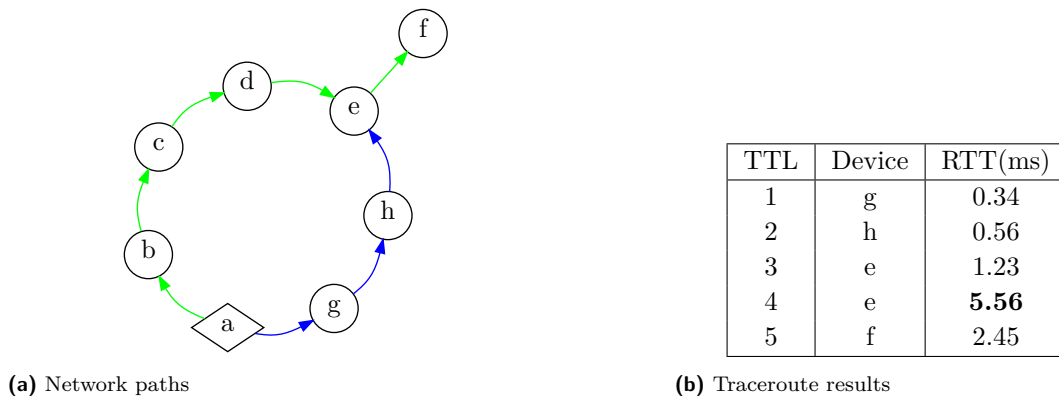 f
d
e
c
h
b
g
a
(a) Network paths
TTL Device RTT(ms)
1 g 0.34
2 h 0.56
3 e 1.23
4 e 5.56
5 f 2.45
(b) Traceroute results